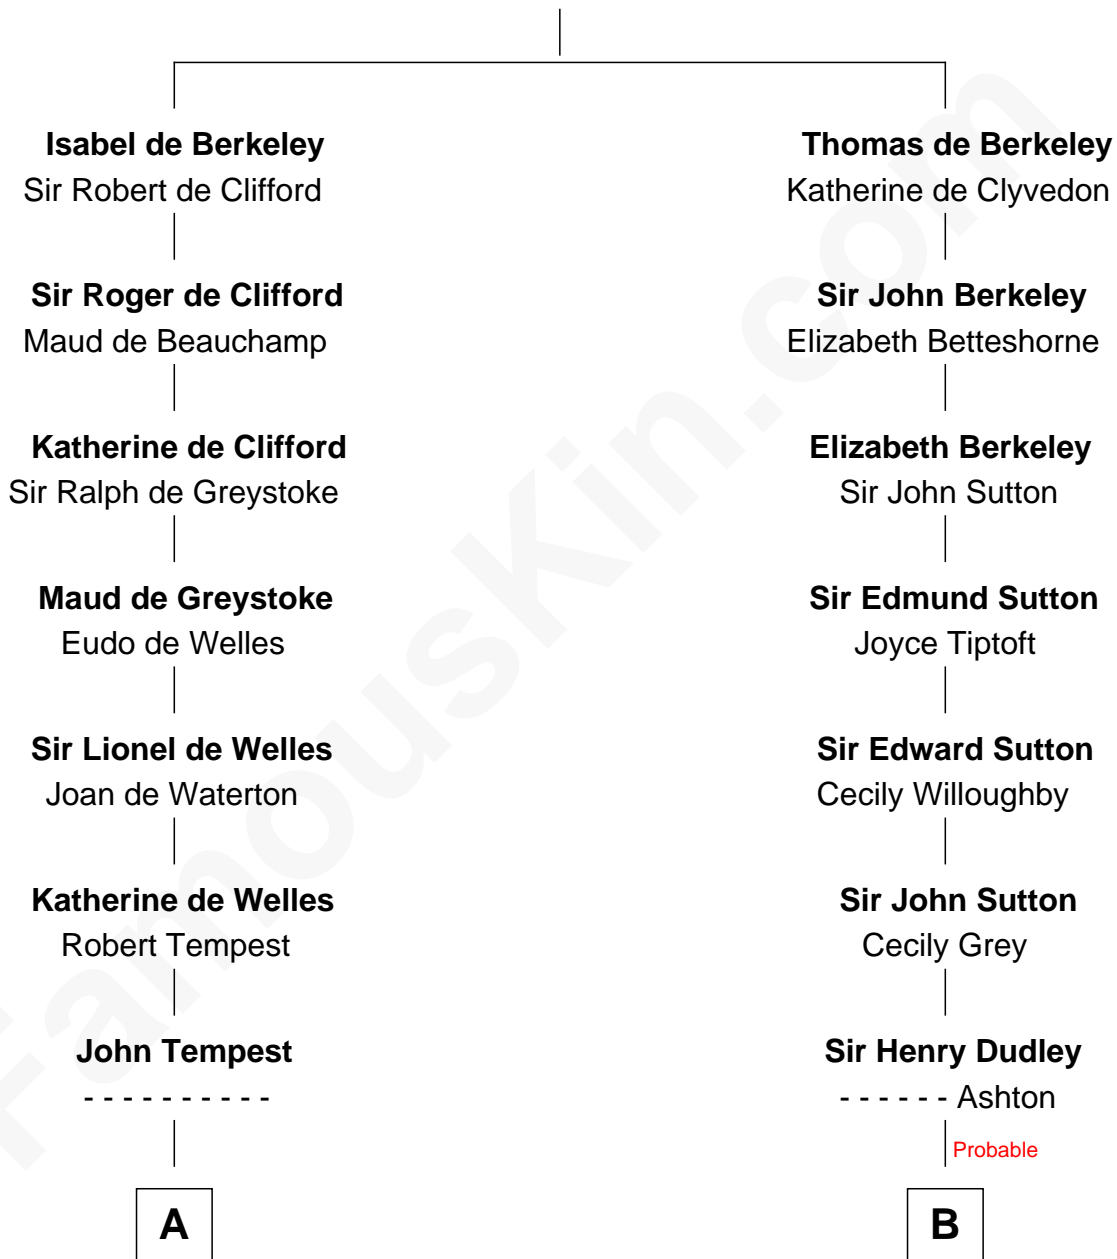 Isabel de Berkeley
Sir Robert de Clifford
Thomas de Berkeley
Katherine de Clyvedon
Sir Roger de Clifford
Maud de Beauchamp
Sir John Berkeley
Elizabeth Betteshorne
Katherine de Clifford
Sir Ralph de Greystoke
Elizabeth Berkeley
Sir John Sutton
Maud de Greystoke
Eudo de Welles
Sir Edmund Sutton
Joyce Tiptoft
Sir Lionel de Welles
Joan de Waterton
Sir Edward Sutton
Cecily Willoughby
Katherine de Welles
Robert Tempest
Sir John Sutton
Cecily Grey
John Tempest
- - - - - - - - - -
Sir Henry Dudley
- - - - - - Ashton
Probable
A
B
FamousKin.com